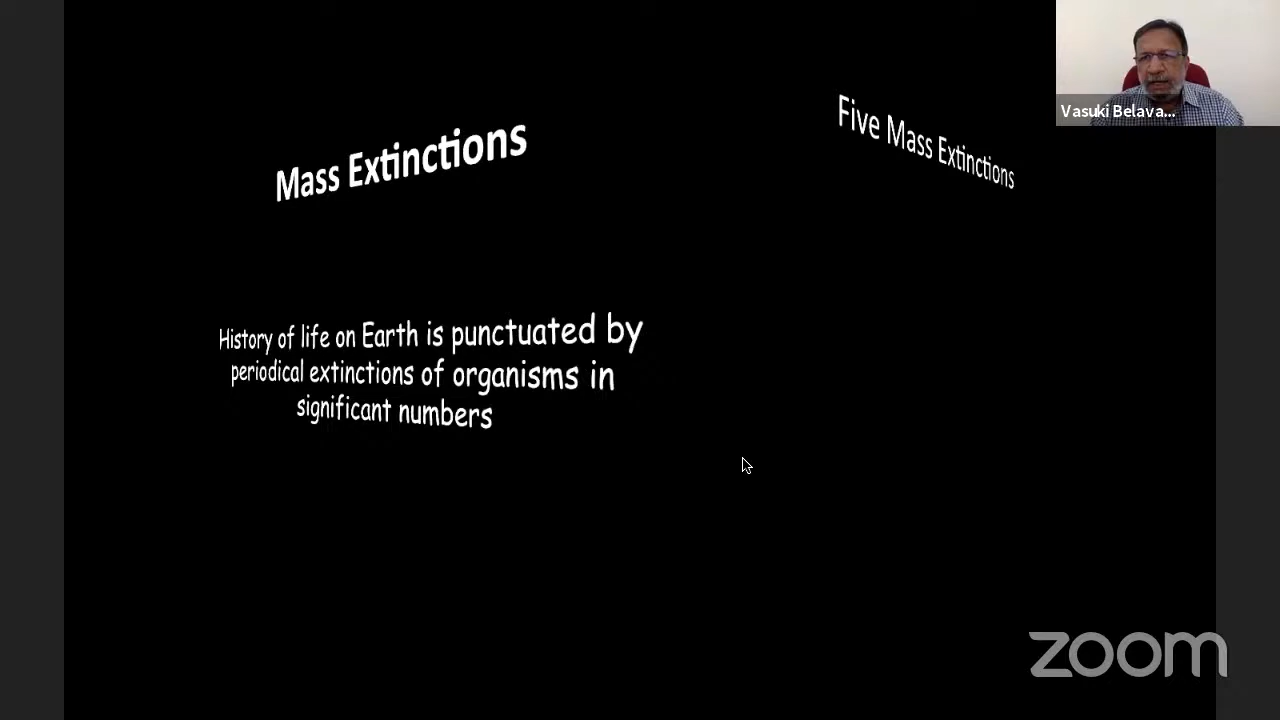 Mass Extinctions
History of life on Earth is punctuated by
periodical extinctions of organisms in
significant numbers
Five Mass Extinctions
Vasuki Belava...
zoom